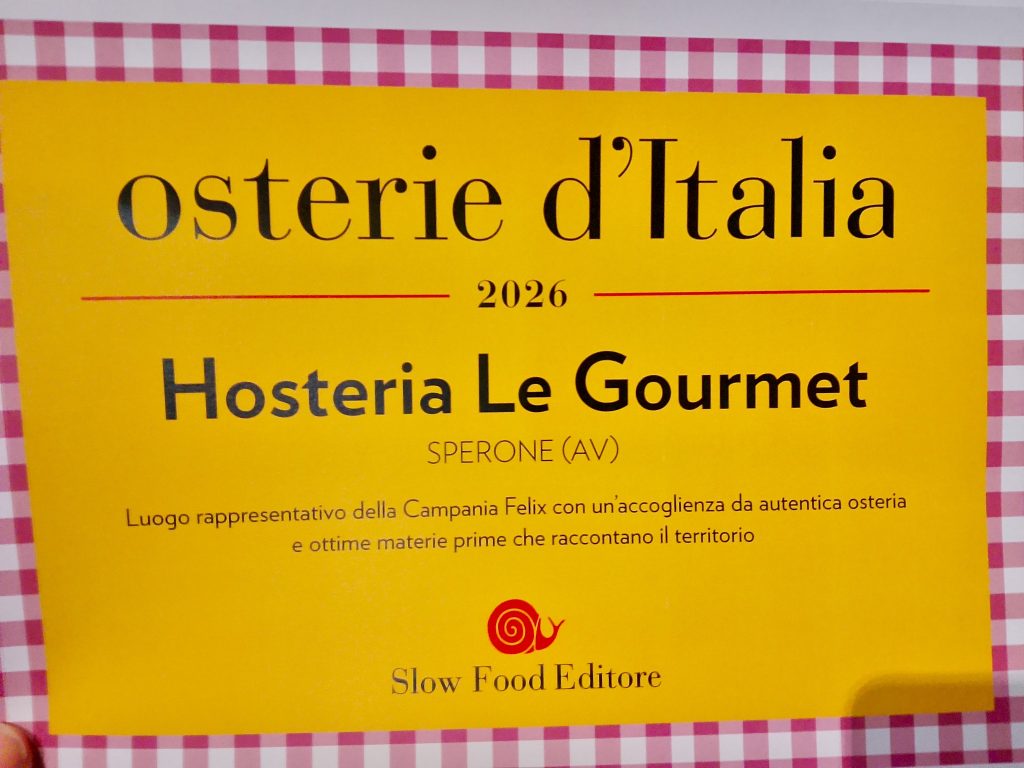 osterie d'Italia
2026
Hosteria Le Gourmet
SPERONE (AV)
Luogo rappresentativo della Campania Felix con un'accoglienza da autentica osteria
e ottime materie prime che raccontano il territorio
Slow Food Editore